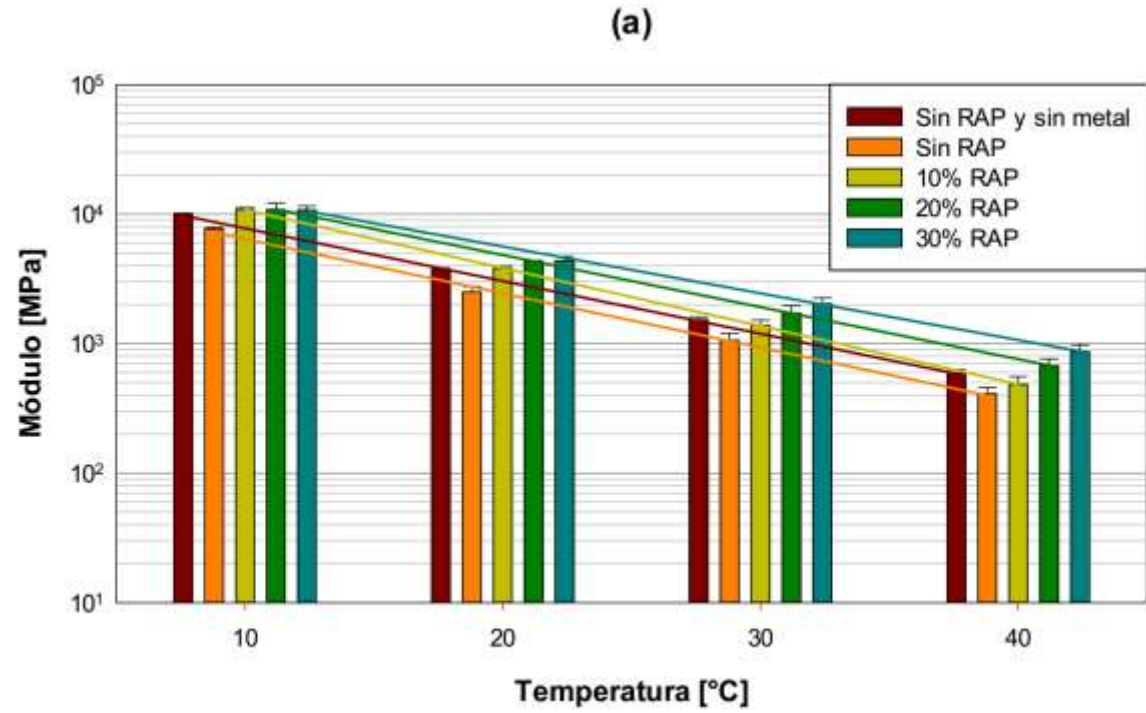 (a)
10⁵
10⁴
10³
10²
10¹
Módulo [MPa]
Sin RAP y sin metal
Sin RAP
10% RAP
20% RAP
30% RAP
10 20 30 40
Temperatura [°C]